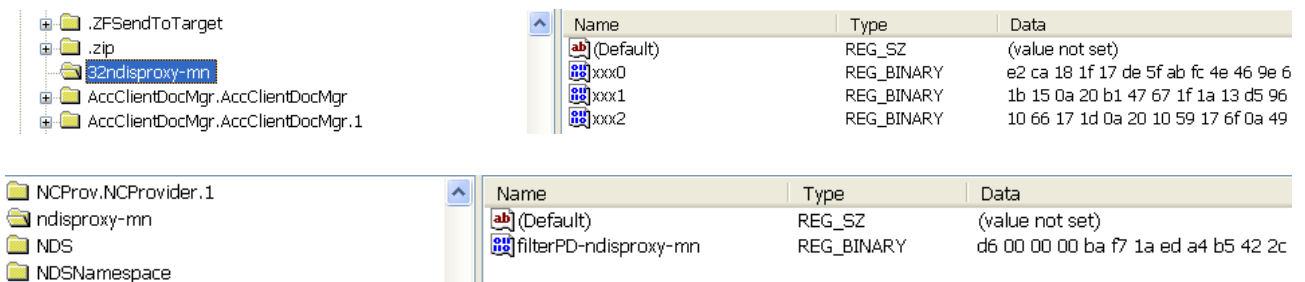 .ZFSendToTarget
Name Type Data
.zip
(Default) REG_SZ (value not set)
32ndisproxy-mn
xxx0 REG_BINARY e2 ca 18 1f 17 de 5f ab fc 4e 46 9e 6
AccClientDocMgr.AccClientDocMgr
xxx1 REG_BINARY 1b 15 0a 20 b1 47 67 1f 1a 13 d5 96
AccClientDocMgr.AccClientDocMgr.1
xxx2 REG_BINARY 10 66 17 1d 0a 20 10 59 17 6f 0a 49
NCProv.NCProvider.1
Name Type Data
ndisproxy-mn
(Default) REG_SZ (value not set)
NDS
filterPD-ndisproxy-mn REG_BINARY d6 00 00 00 ba f7 1a ed a4 b5 42 2c
NDSNamespace